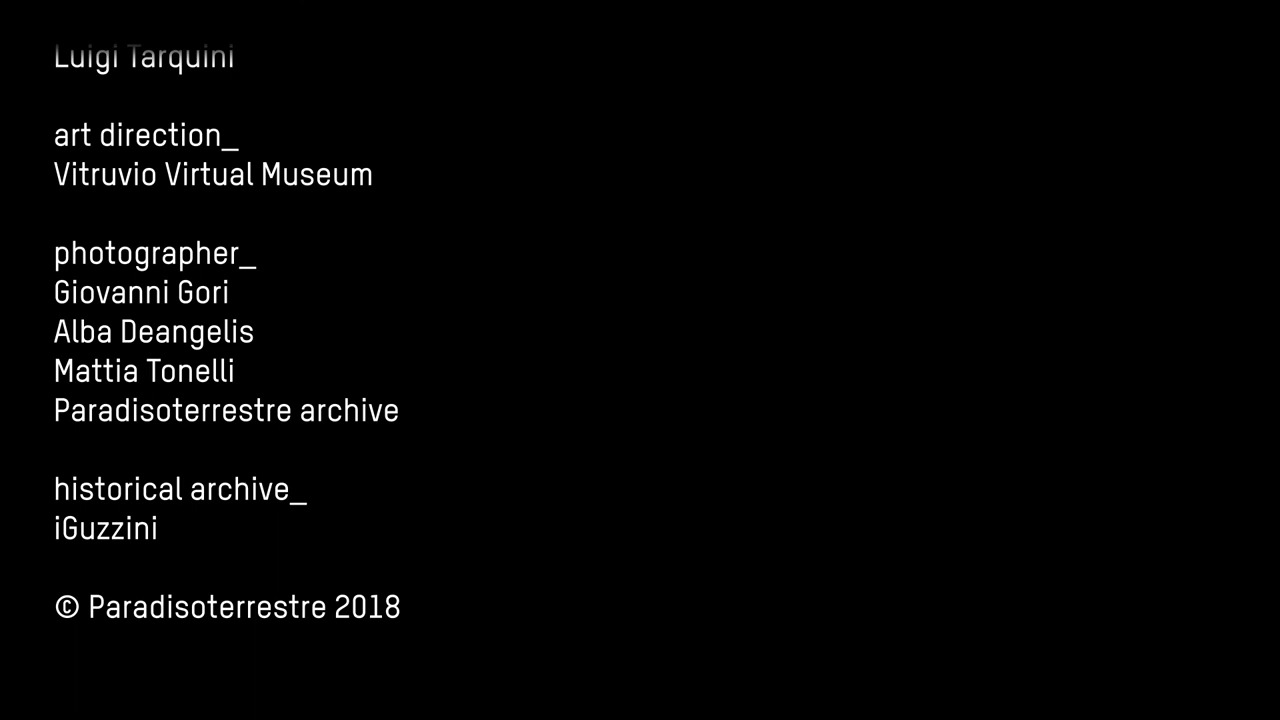 Luigi Tarquini
art direction_
Vitruvio Virtual Museum
photographer_
Giovanni Gori
Alba Deangelis
Mattia Tonelli
Paradisoterrestre archive
historical archive_
iGuzzini
© Paradisoterrestre 2018